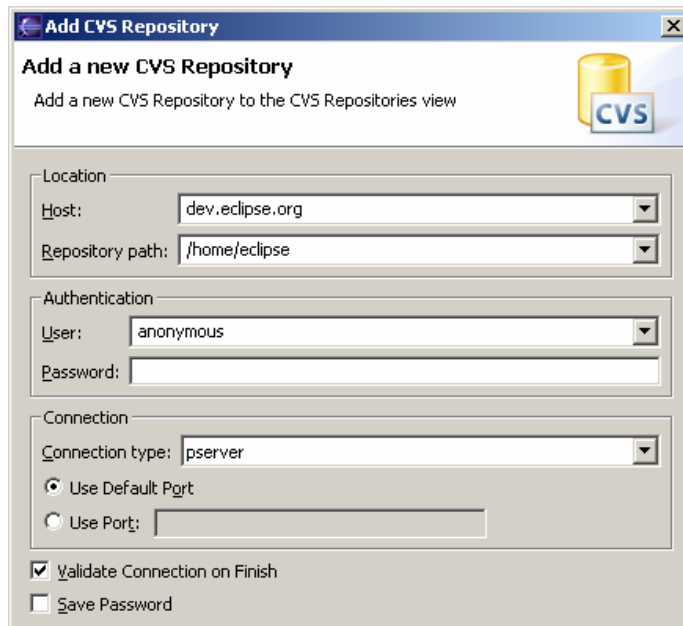 Add CVS Repository
Add a new CVS Repository
Add a new CVS Repository to the CVS Repositories view
CVS
Location
Host: dev.eclipse.org
Repository path: /home/eclipse
Authentication
User: anonymous
Password:
Connection
Connection type: pserver
Use Default Port
Use Port:
Validate Connection on Finish
Save Password